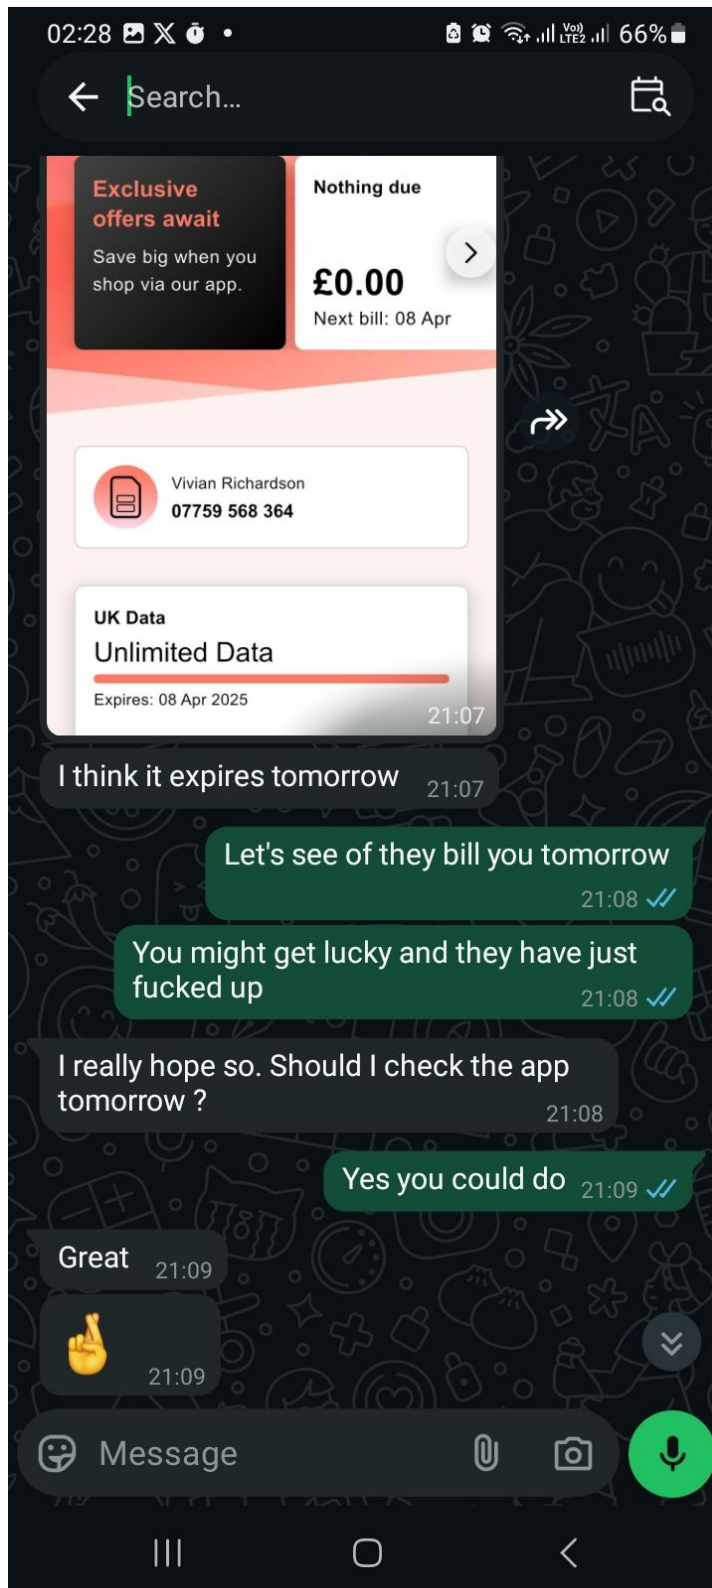 02:28
Vo))
LTE2
66%
Search...
Exclusive
offers await
Save big when you
shop via our app.
Nothing due
£0.00
Next bill: 08 Apr
Vivian Richardson
07759 568 364
UK Data
Unlimited Data
Expires: 08 Apr 2025
21:07
I think it expires tomorrow
21:07
Let's see of they bill you tomorrow
21:08
You might get lucky and they have just
fucked up
21:08
I really hope so. Should I check the app
tomorrow ?
21:08
Yes you could do
21:09
Great
21:09
21:09
Message